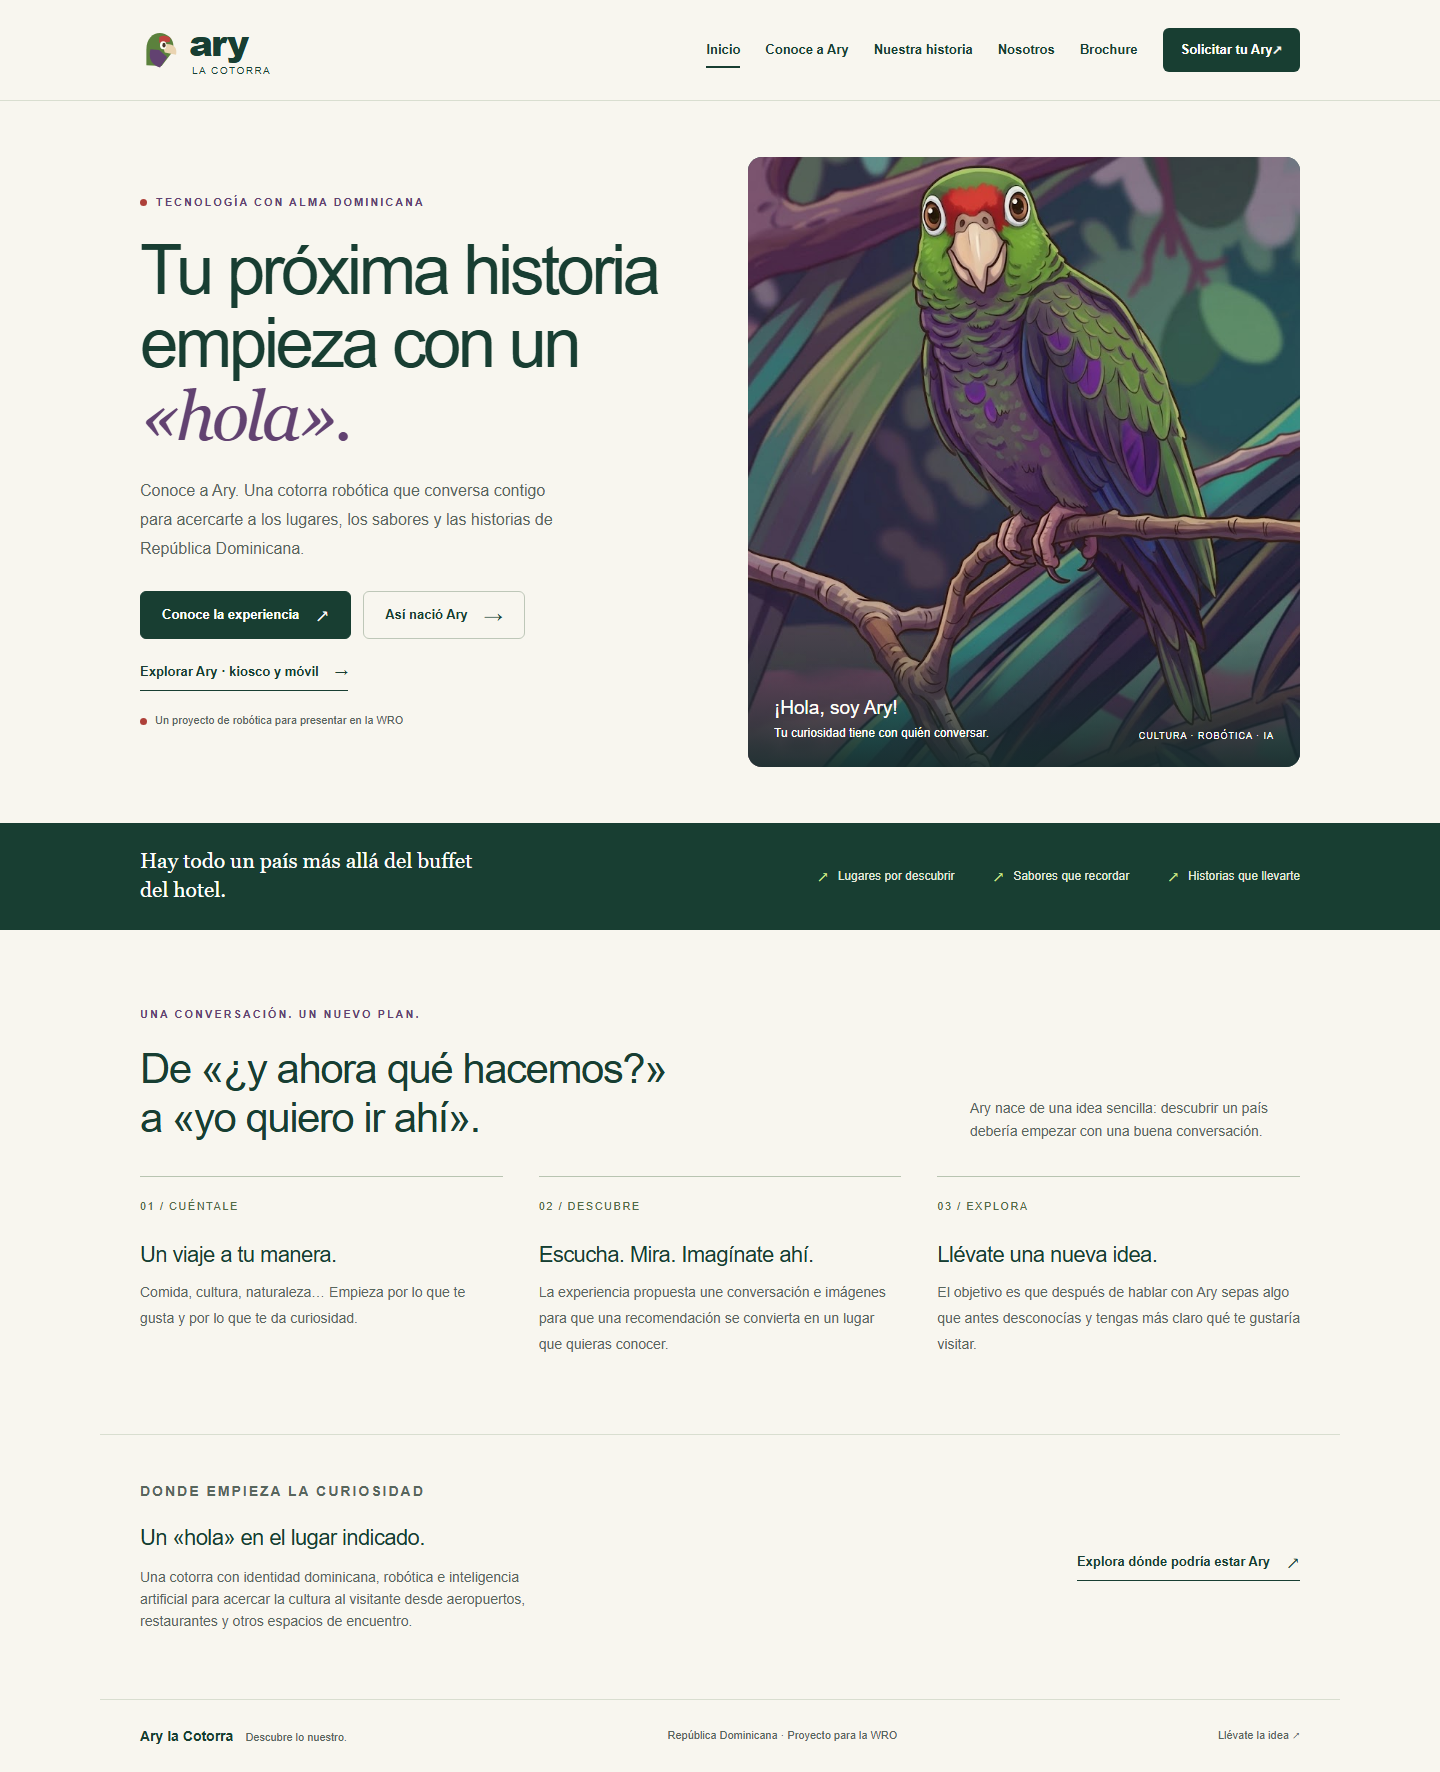 ary
LA COTORRA
Inicio
Conoce a Ary
Nuestra historia
Nosotros
Brochure
Solicitar tu Ary↗
TECNOLOGÍA CON ALMA DOMINICANA
Tu próxima historia
empieza con un
«hola».
Conoce a Ary. Una cotorra robótica que conversa contigo
para acercarte a los lugares, los sabores y las historias de
República Dominicana.
Conoce la experiencia ↗
Así nació Ary →
Explorar Ary · kiosco y móvil →
Un proyecto de robótica para presentar en la WRO
¡Hola, soy Ary!
Tu curiosidad tiene con quién conversar.
CULTURA · ROBÓTICA · IA
Hay todo un país más allá del buffet
del hotel.
↗ Lugares por descubrir
↗ Sabores que recordar
↗ Historias que llevarte
UNA CONVERSACIÓN. UN NUEVO PLAN.
De «¿y ahora qué hacemos?»
a «yo quiero ir ahí».
Ary nace de una idea sencilla: descubrir un país
debería empezar con una buena conversación.
01 / CUÉNTALE
Un viaje a tu manera.
Comida, cultura, naturaleza… Empieza por lo que te
gusta y por lo que te da curiosidad.
02 / DESCUBRE
Escucha. Mira. Imagínate ahí.
La experiencia propuesta une conversación e imágenes
para que una recomendación se convierta en un lugar
que quieras conocer.
03 / EXPLORA
Llévate una nueva idea.
El objetivo es que después de hablar con Ary sepas algo
que antes desconocías y tengas más claro qué te gustaría
visitar.
DONDE EMPIEZA LA CURIOSIDAD
Un «hola» en el lugar indicado.
Una cotorra con identidad dominicana, robótica e inteligencia
artificial para acercar la cultura al visitante desde aeropuertos,
restaurantes y otros espacios de encuentro.
Explora dónde podría estar Ary ↗
Ary la Cotorra Descubre lo nuestro.
República Dominicana · Proyecto para la WRO
Llévate la idea ↗